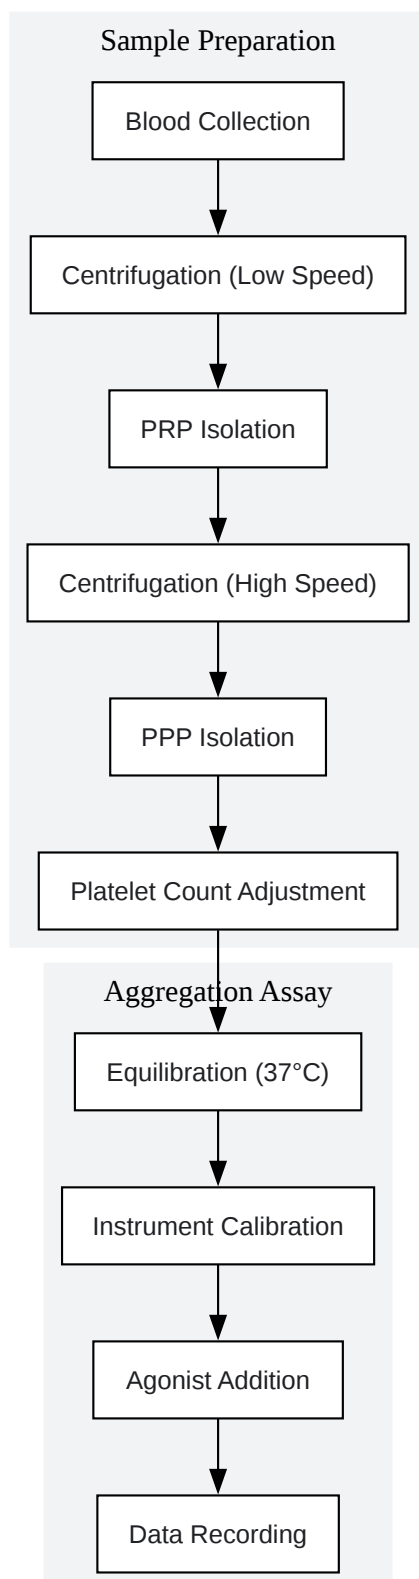 Sample Preparation
Blood Collection
Centrifugation (Low Speed)
PRP Isolation
Centrifugation (High Speed)
PPP Isolation
Platelet Count Adjustment
Aggregation Assay
Equilibration (37°C)
Instrument Calibration
Agonist Addition
Data Recording